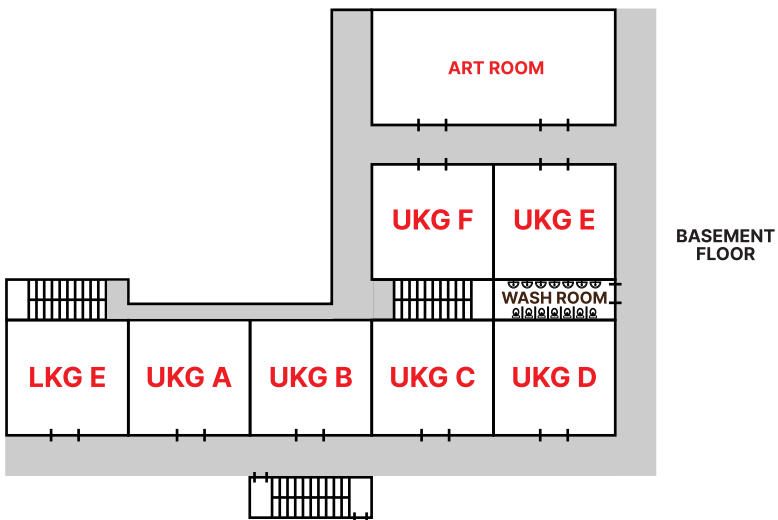 ART ROOM
UKG F
UKG E
BASEMENT
FLOOR
WASH ROOM
LKG E
UKG A
UKG B
UKG C
UKG D